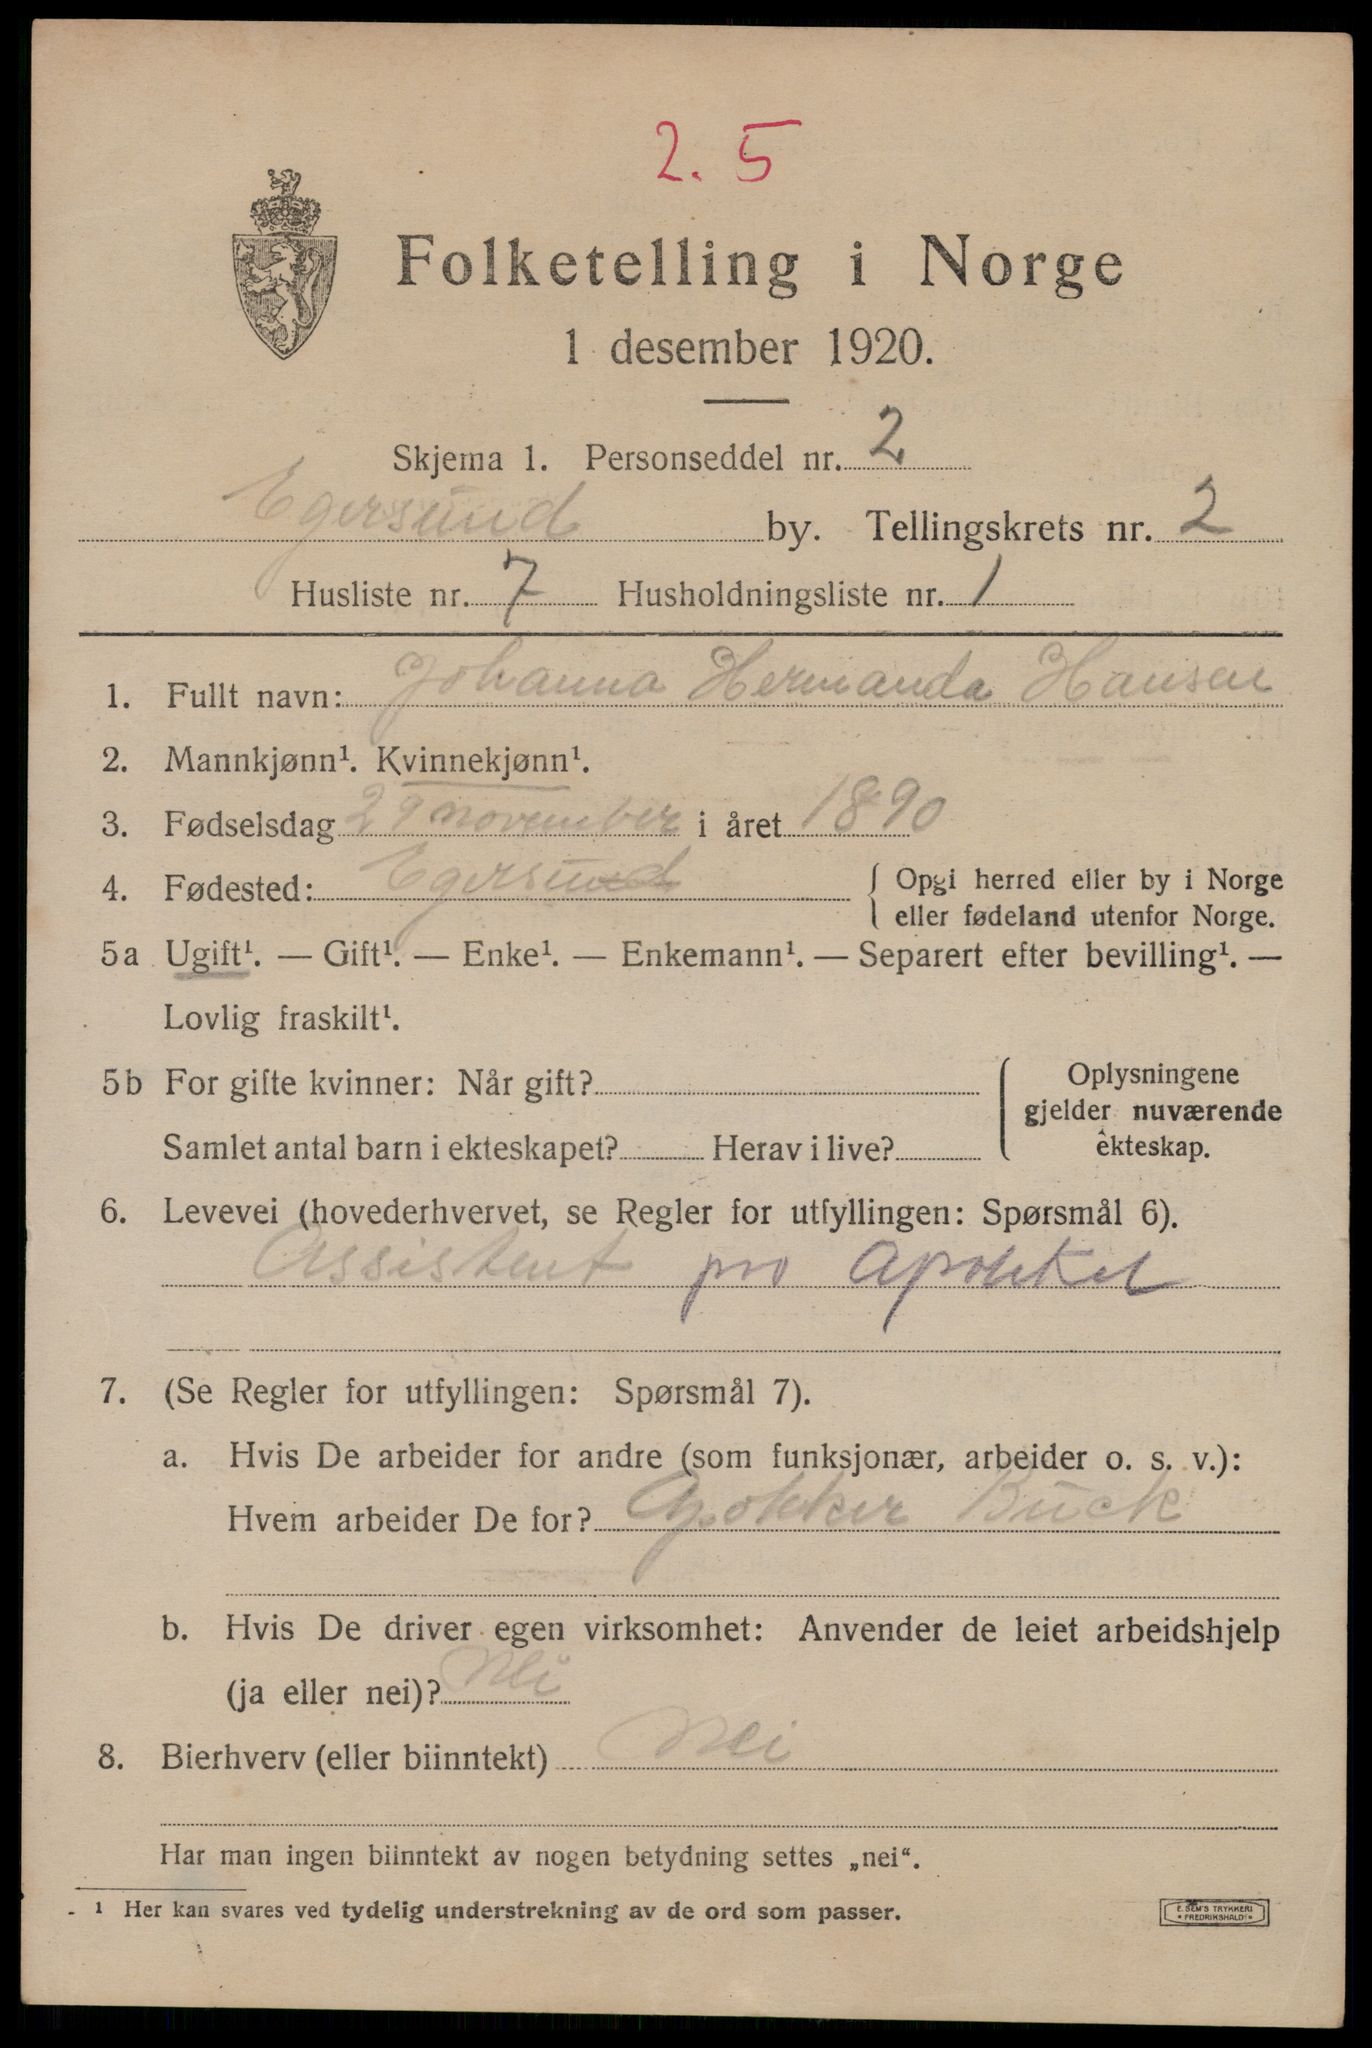 2. 5
Folketelling i Norge
1 desember 1920.
Skjema 1. Personseddel nr. 2
Egersund by. Tellingskrets nr. 2
Husliste nr. 7 Husholdningsliste nr. 1
1. Fullt navn: Johanna Hermanda Hansen
2. Mannkjønn¹. Kvinnekjønn¹.
3. Fødselsdag 29 november i året 1890
4. Fødested: Egersund { Opgi herred eller by i Norge
eller fødeland utenfor Norge.
5a Ugift¹. — Gift¹. — Enke¹. — Enkemann¹. — Separert efter bevilling¹. —
Lovlig fraskilt¹.
5b For gifte kvinner: Når gift? { Oplysningene
gjelder nuværende
Samlet antal barn i ekteskapet? Herav i live? ekteskap.
6. Levevei (hovederhvervet, se Regler for utfyllingen: Spørsmål 6).
Assistent pro Apotek
7. (Se Regler for utfyllingen: Spørsmål 7).
a. Hvis De arbeider for andre (som funksjonær, arbeider o. s. v.):
Hvem arbeider De for? Apoteker Buck
b. Hvis De driver egen virksomhet: Anvender de leiet arbeidshjelp
(ja eller nei)? Nei
8. Bierhverv (eller biinntekt) Nei
Har man ingen biinntekt av nogen betydning settes „nei“.
¹ Her kan svares ved tydelig understrekning av de ord som passer.
E. SEM'S TRYKKERI
* FREDRIKSHALD *